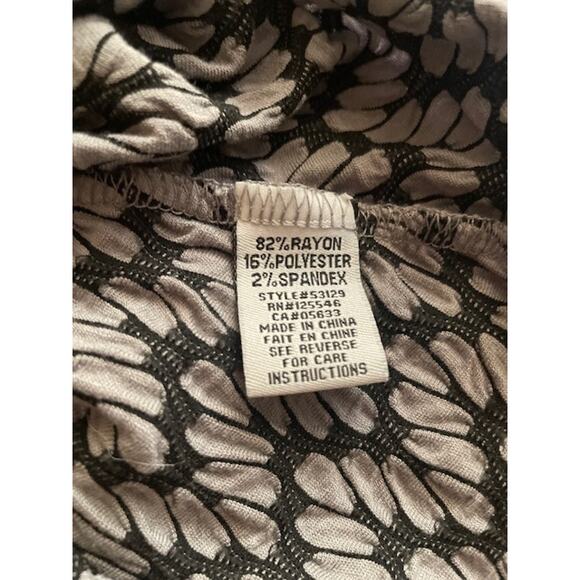 82%RAYON
16%POLYESTER
2%SPANDEX
STYLE#53129
RN#125546
CA#05633
MADE IN CHINA
FAIT EN CHINE
SEE REVERSE
FOR CARE
INSTRUCTIONS